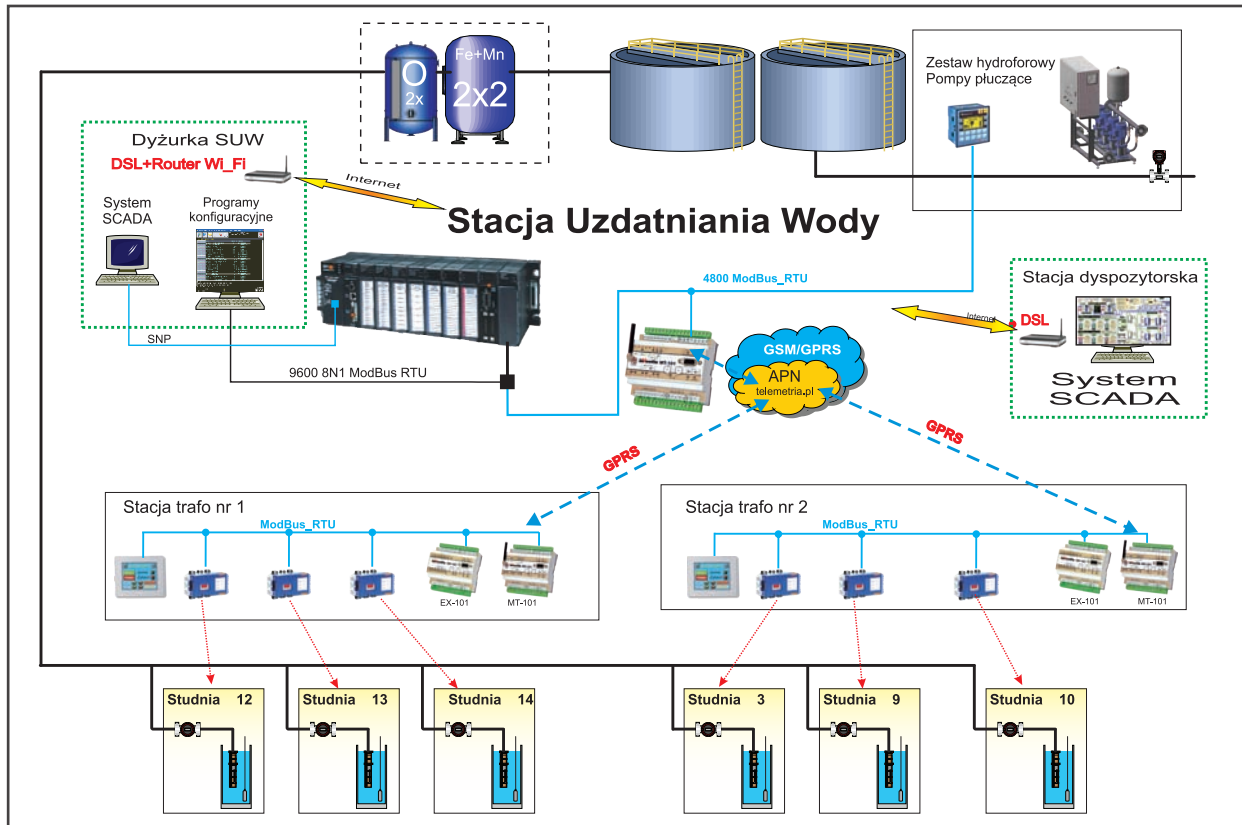 O
2x
Fe+Mn
2x2
Zestaw hydroforowy
Pompy płuczące
Dyżurka SUW
DSL+Router Wi_Fi
Internet
System
SCADA
Programy
konfiguracyjne
Stacja Uzdatniania Wody
SNP
9600 8N1 ModBus RTU
4800 ModBus_RTU
GSM/GPRS
APN
telemetria.pl
Stacja dyspozytorska
Internet
DSL
System
SCADA
GPRS
GPRS
Stacja trafo nr 1
ModBus_RTU
EX-101
MT-101
Stacja trafo nr 2
ModBus_RTU
EX-101
MT-101
Studnia 12
Studnia 13
Studnia 14
Studnia 3
Studnia 9
Studnia 10